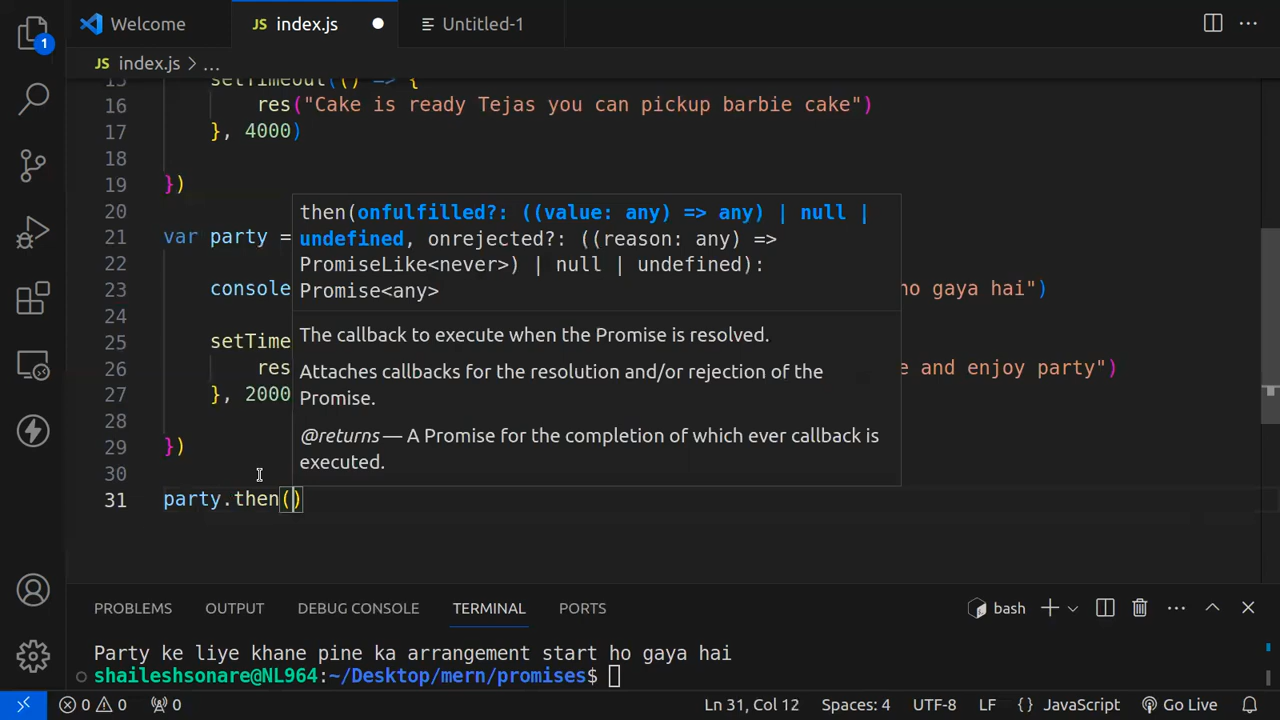 Welcome
JS index.js
Untitled-1
1
JS index.js > ...
15 setTimeout(() => {
16 res("Cake is ready Tejas you can pickup barbie cake")
17 }, 4000)
18
19 })
20
21 var party =
22
23 console ho gaya hai")
24
25 setTime
26 res e and enjoy party")
27 }, 2000
28
29 })
30
31 party.then()
then(onfulfilled?: ((value: any) => any) | null |
undefined, onrejected?: ((reason: any) =>
PromiseLike<never>) | null | undefined):
Promise<any>
The callback to execute when the Promise is resolved.
Attaches callbacks for the resolution and/or rejection of the
Promise.
@returns — A Promise for the completion of which ever callback is
executed.
PROBLEMS OUTPUT DEBUG CONSOLE TERMINAL PORTS
bash
Party ke liye khane pine ka arrangement start ho gaya hai
shaileshsonare@NL964:~/Desktop/mern/promises$
0 0 0 Ln 31, Col 12 Spaces: 4 UTF-8 LF {} JavaScript Go Live